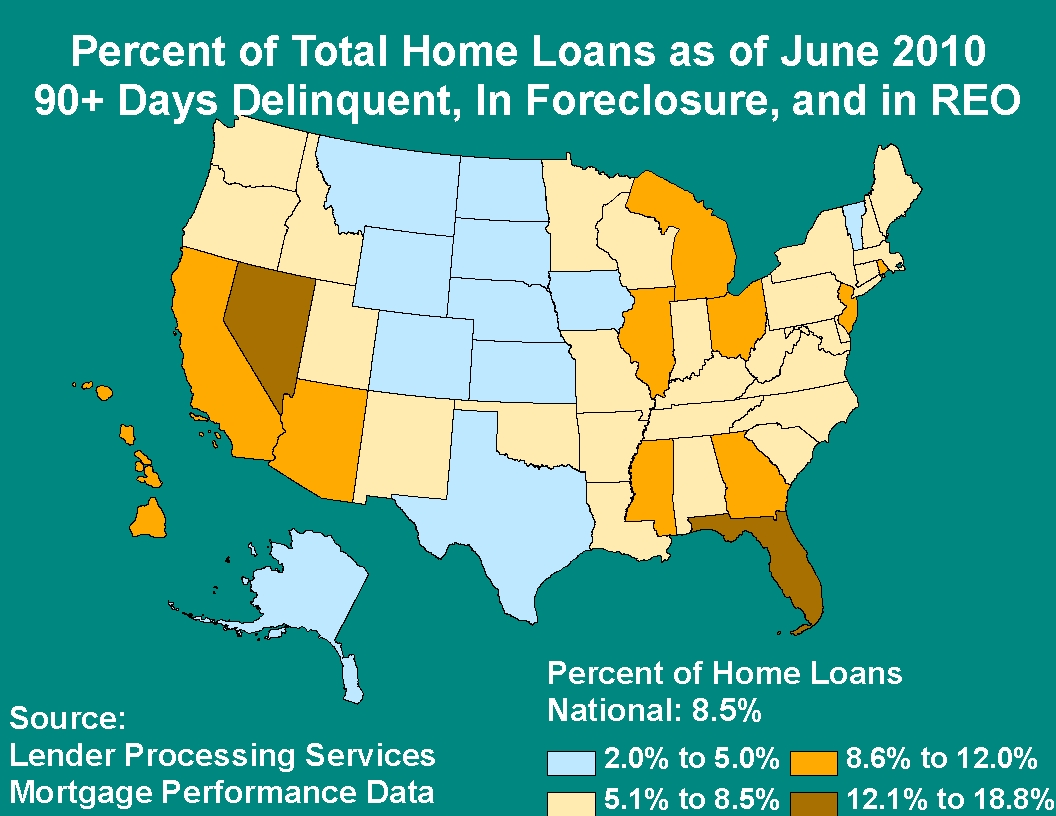 Percent of Total Home Loans as of June 2010
90+ Days Delinquent, In Foreclosure, and in REO
Percent of Home Loans
National: 8.5%
2.0% to 5.0%
8.6% to 12.0%
5.1% to 8.5%
12.1% to 18.8%
Source:
Lender Processing Services
Mortgage Performance Data